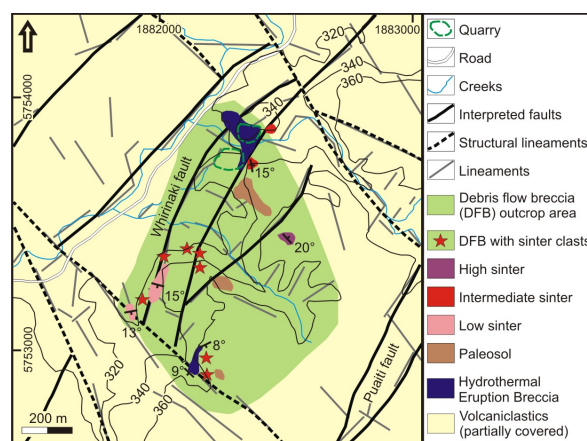 1882000
1883000
320
340
360
340
5754000
Whirinaki fault
15°
20°
15°
13°
8°
9°
5753000
320
340
360
Puaiti fault
200 m
Quarry
Road
Creeks
Interpreted faults
Structural lineaments
Lineaments
Debris flow breccia
(DFB) outcrop area
DFB with sinter clasts
High sinter
Intermediate sinter
Low sinter
Paleosol
Hydrothermal
Eruption Breccia
Volcaniclastics
(partially covered)